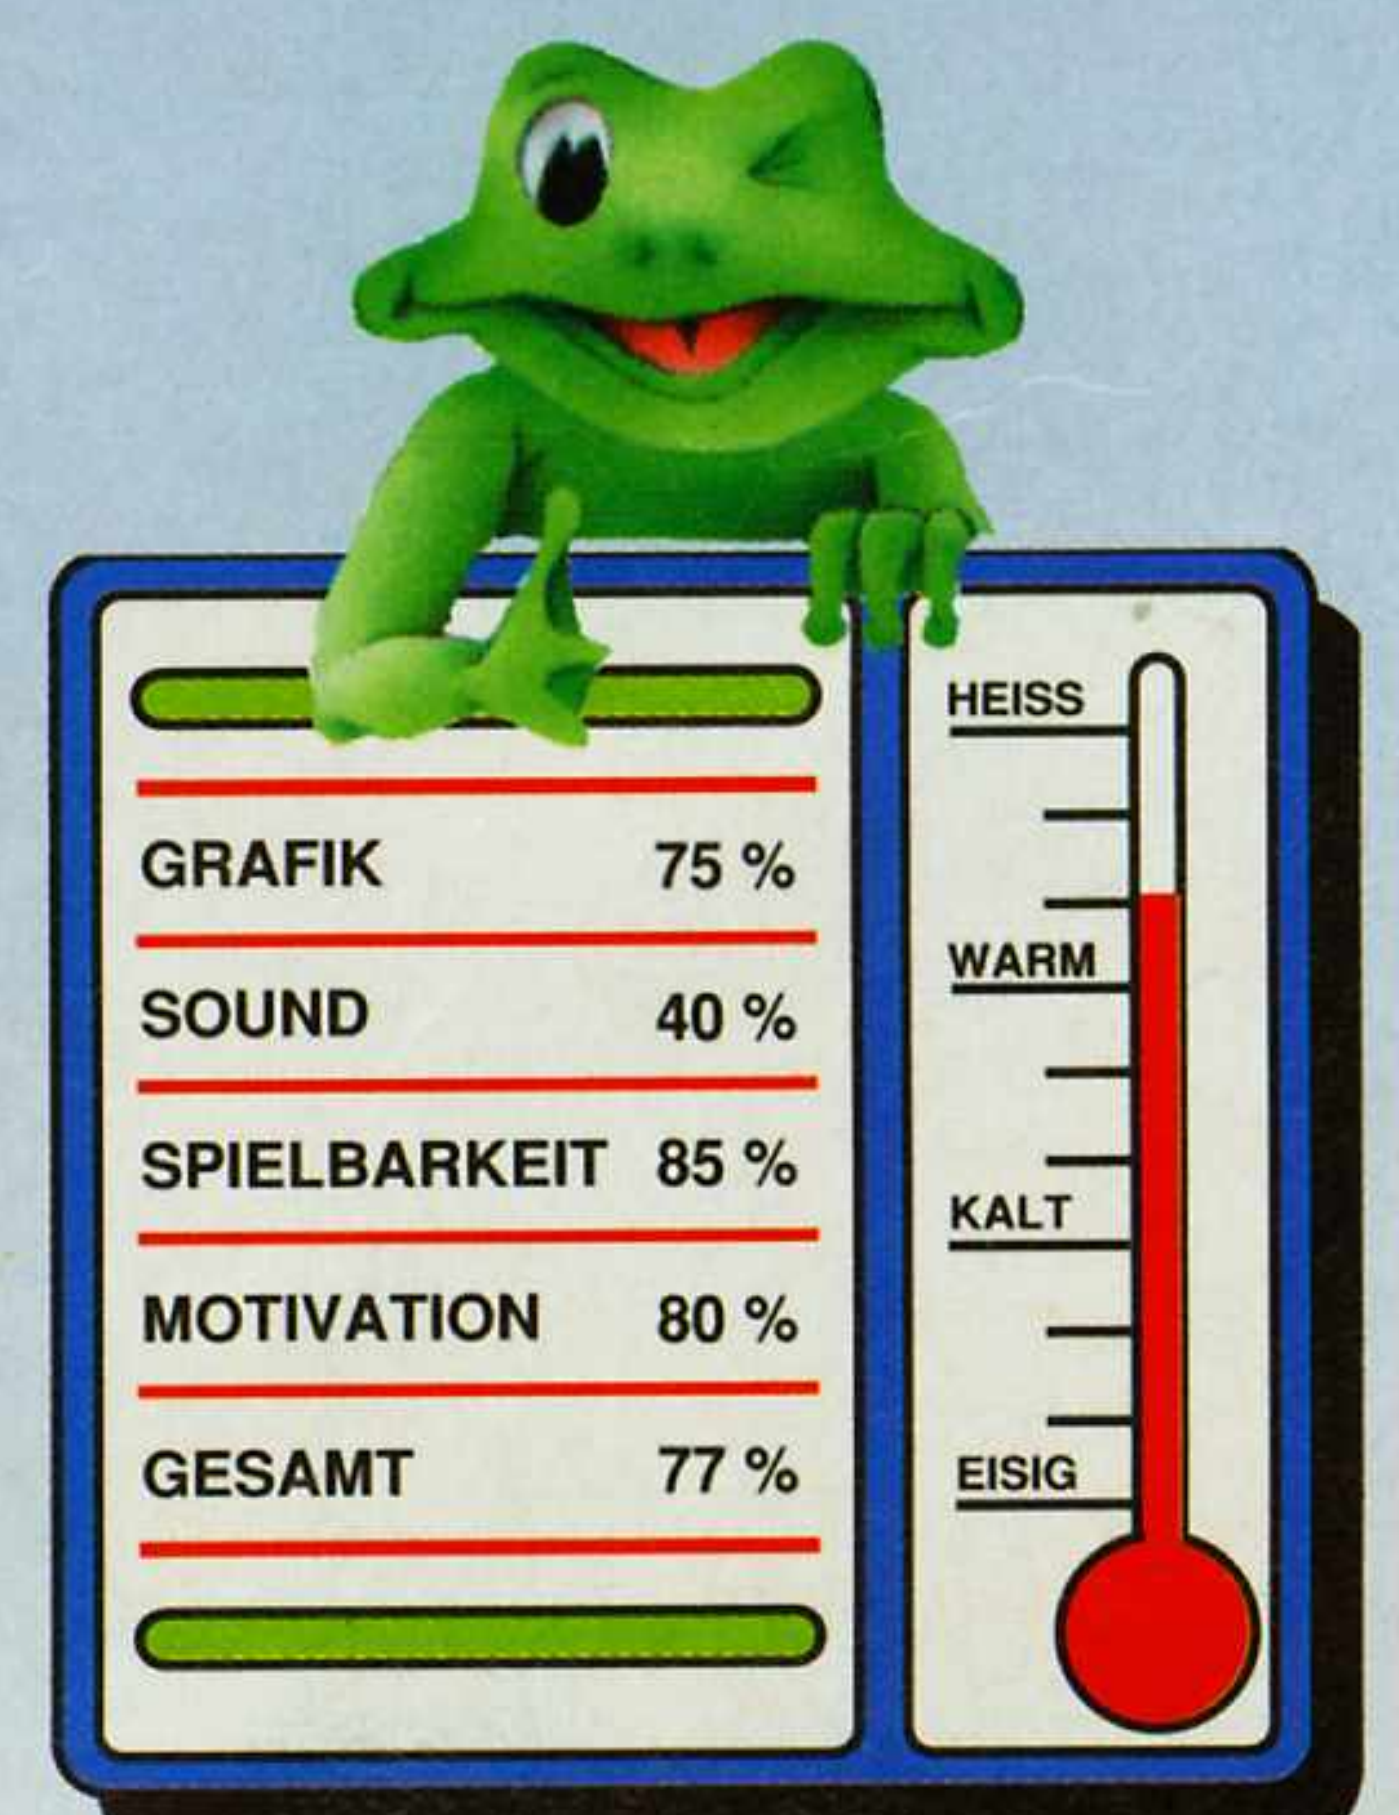 GRAFIK 75 %
SOUND 40 %
SPIELBARKEIT 85 %
MOTIVATION 80 %
GESAMT 77 %
HEISS
WARM
KALT
EISIG